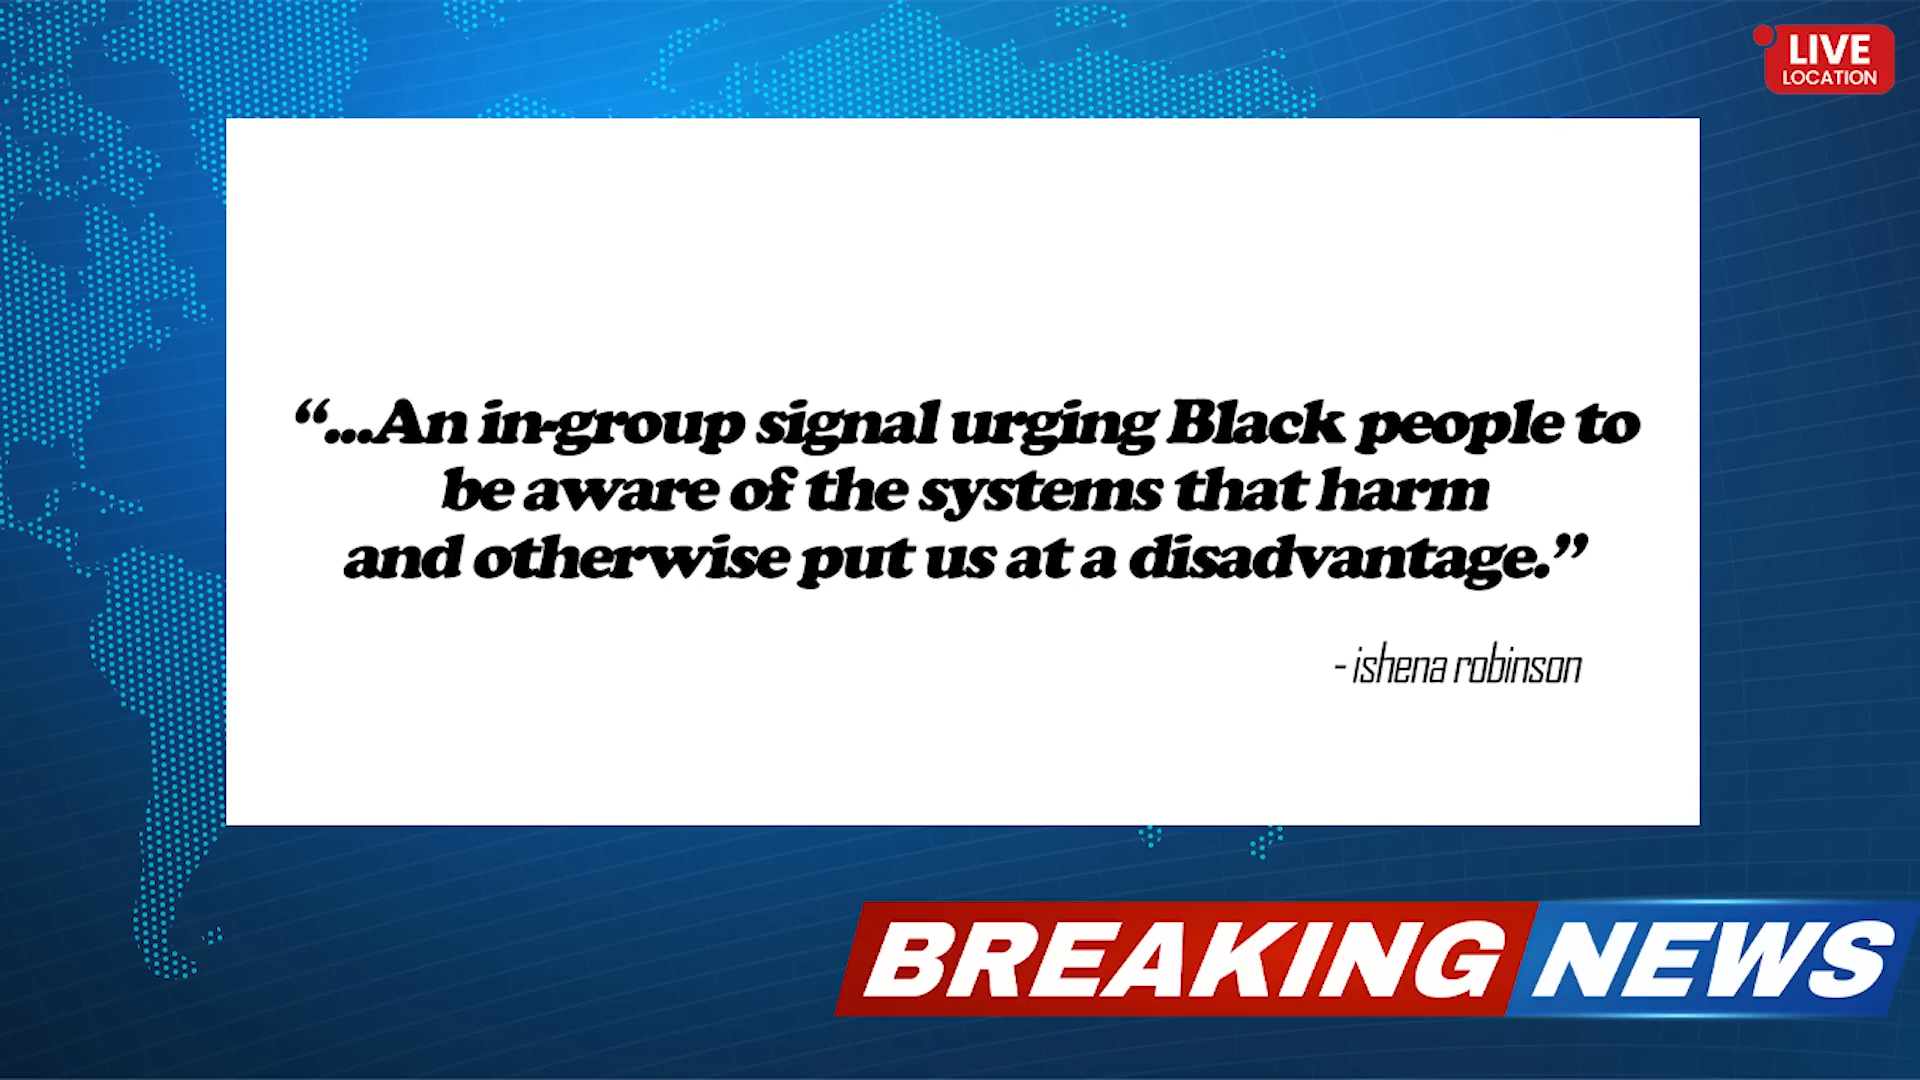 LIVE
LOCATION
“...An in-group signal urging Black people to
be aware of the systems that harm
and otherwise put us at a disadvantage.”
- ishena robinson
BREAKING NEWS